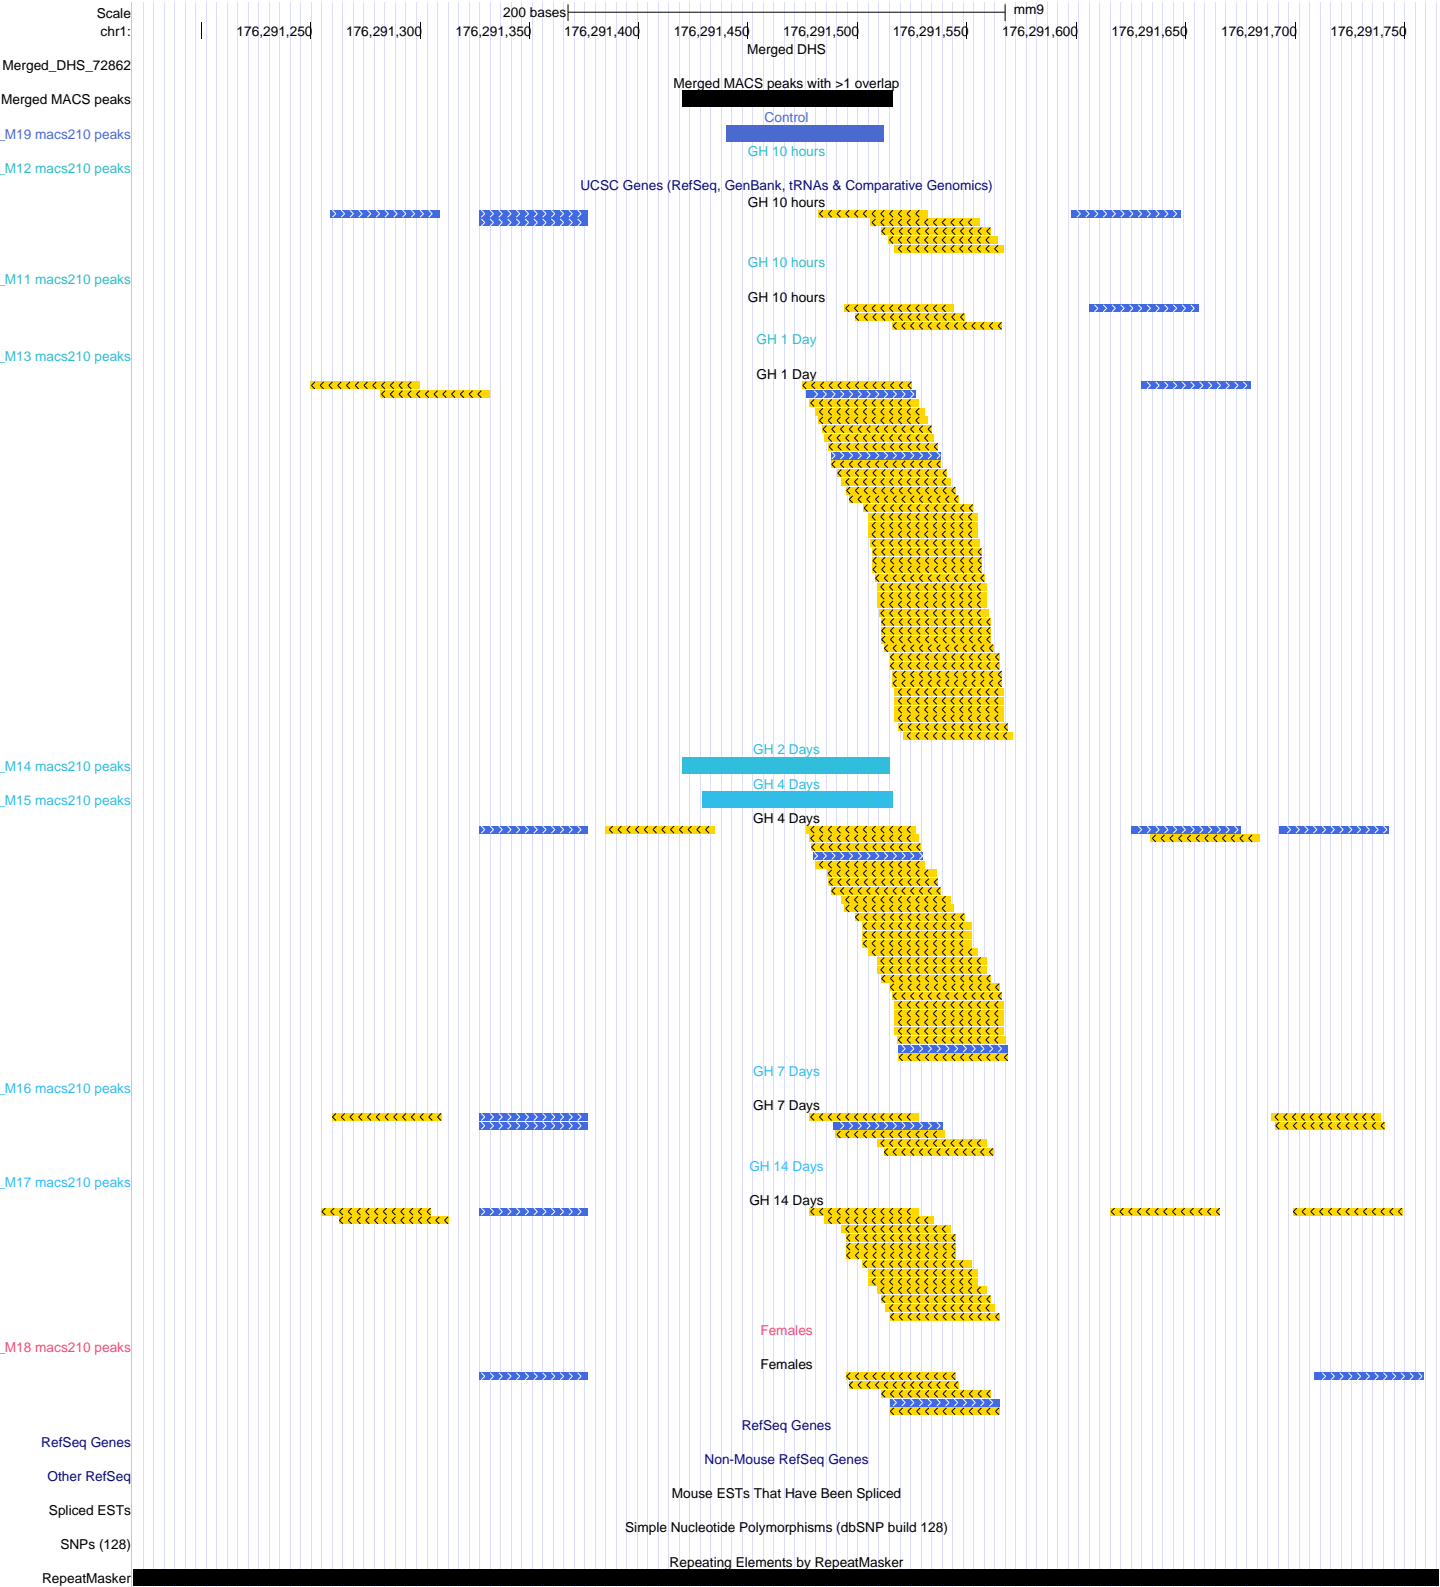 Scale 200 bases mm9
chr1: 176,291,250 176,291,300 176,291,350 176,291,400 176,291,450 176,291,500 176,291,550 176,291,600 176,291,650 176,291,700 176,291,750
Merged DHS
Merged_DHS_72862
Merged MACS peaks with >1 overlap
Merged MACS peaks
Control
_M19 macs210 peaks
GH 10 hours
_M12 macs210 peaks
UCSC Genes (RefSeq, GenBank, tRNAs & Comparative Genomics)
GH 10 hours
GH 10 hours
_M11 macs210 peaks
GH 10 hours
GH 1 Day
_M13 macs210 peaks
GH 1 Day
GH 2 Days
_M14 macs210 peaks
GH 4 Days
_M15 macs210 peaks
GH 4 Days
GH 7 Days
_M16 macs210 peaks
GH 7 Days
GH 14 Days
_M17 macs210 peaks
GH 14 Days
Females
_M18 macs210 peaks
Females
RefSeq Genes
RefSeq Genes
Non-Mouse RefSeq Genes
Other RefSeq
Mouse ESTs That Have Been Spliced
Spliced ESTs
Simple Nucleotide Polymorphisms (dbSNP build 128)
SNPs (128)
Repeating Elements by RepeatMasker
RepeatMasker